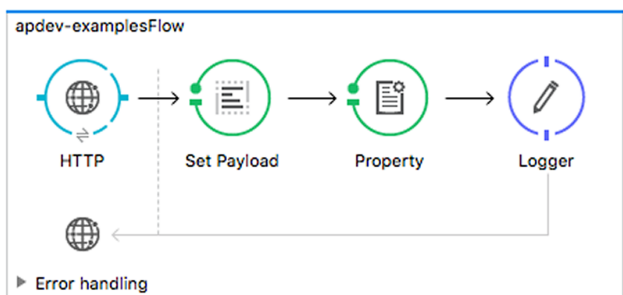 apdev-examplesFlow
HTTP
Set Payload
Property
Logger
Error handling